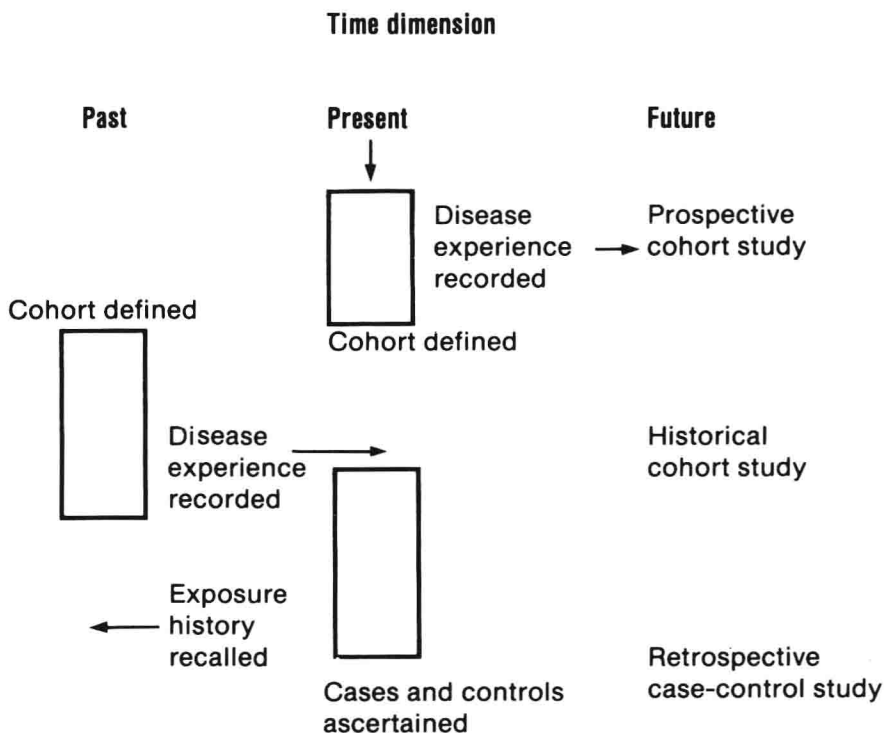 Time dimension
Past
Present
Future
Disease
experience
recorded
Prospective
cohort study
Cohort defined
Cohort defined
Disease
experience
recorded
Historical
cohort study
Exposure
history
recalled
Cases and controls
ascertained
Retrospective
case-control study